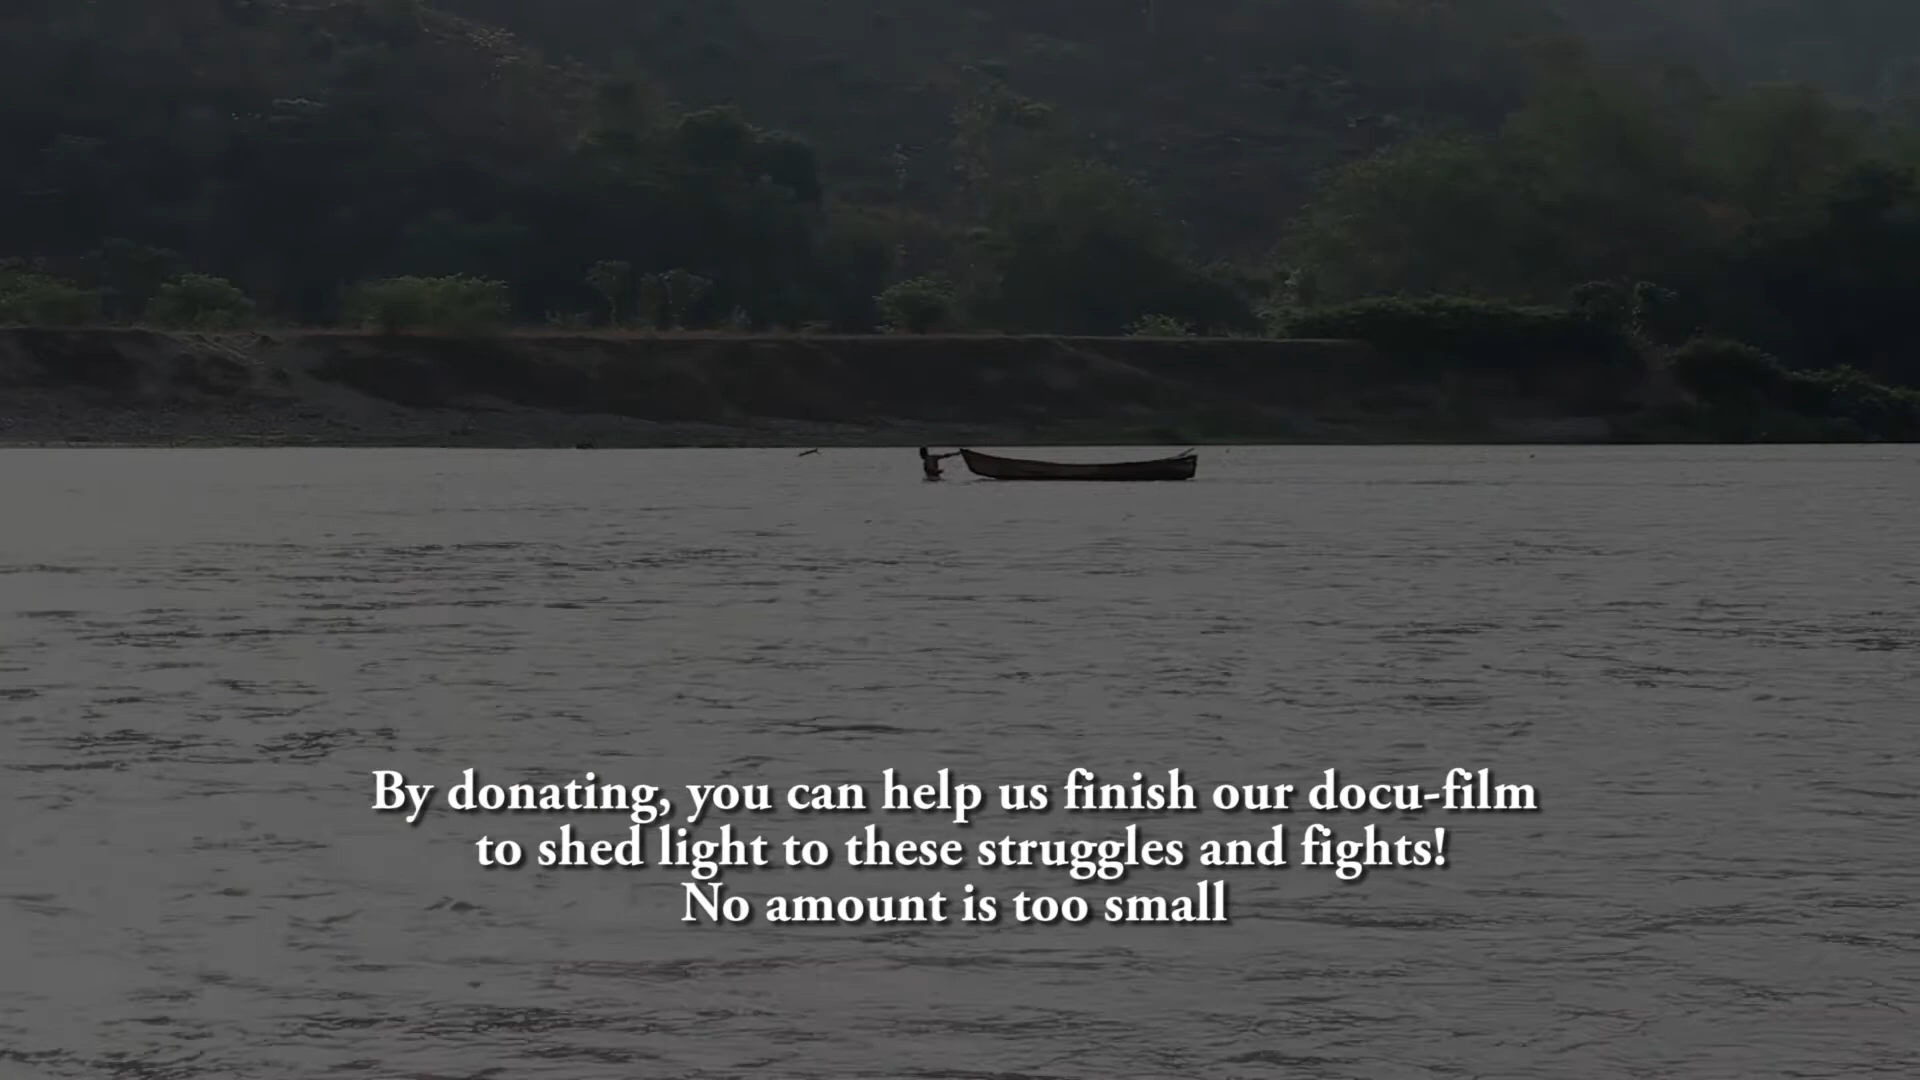 By donating, you can help us finish our docu-film
to shed light to these struggles and fights!
No amount is too small